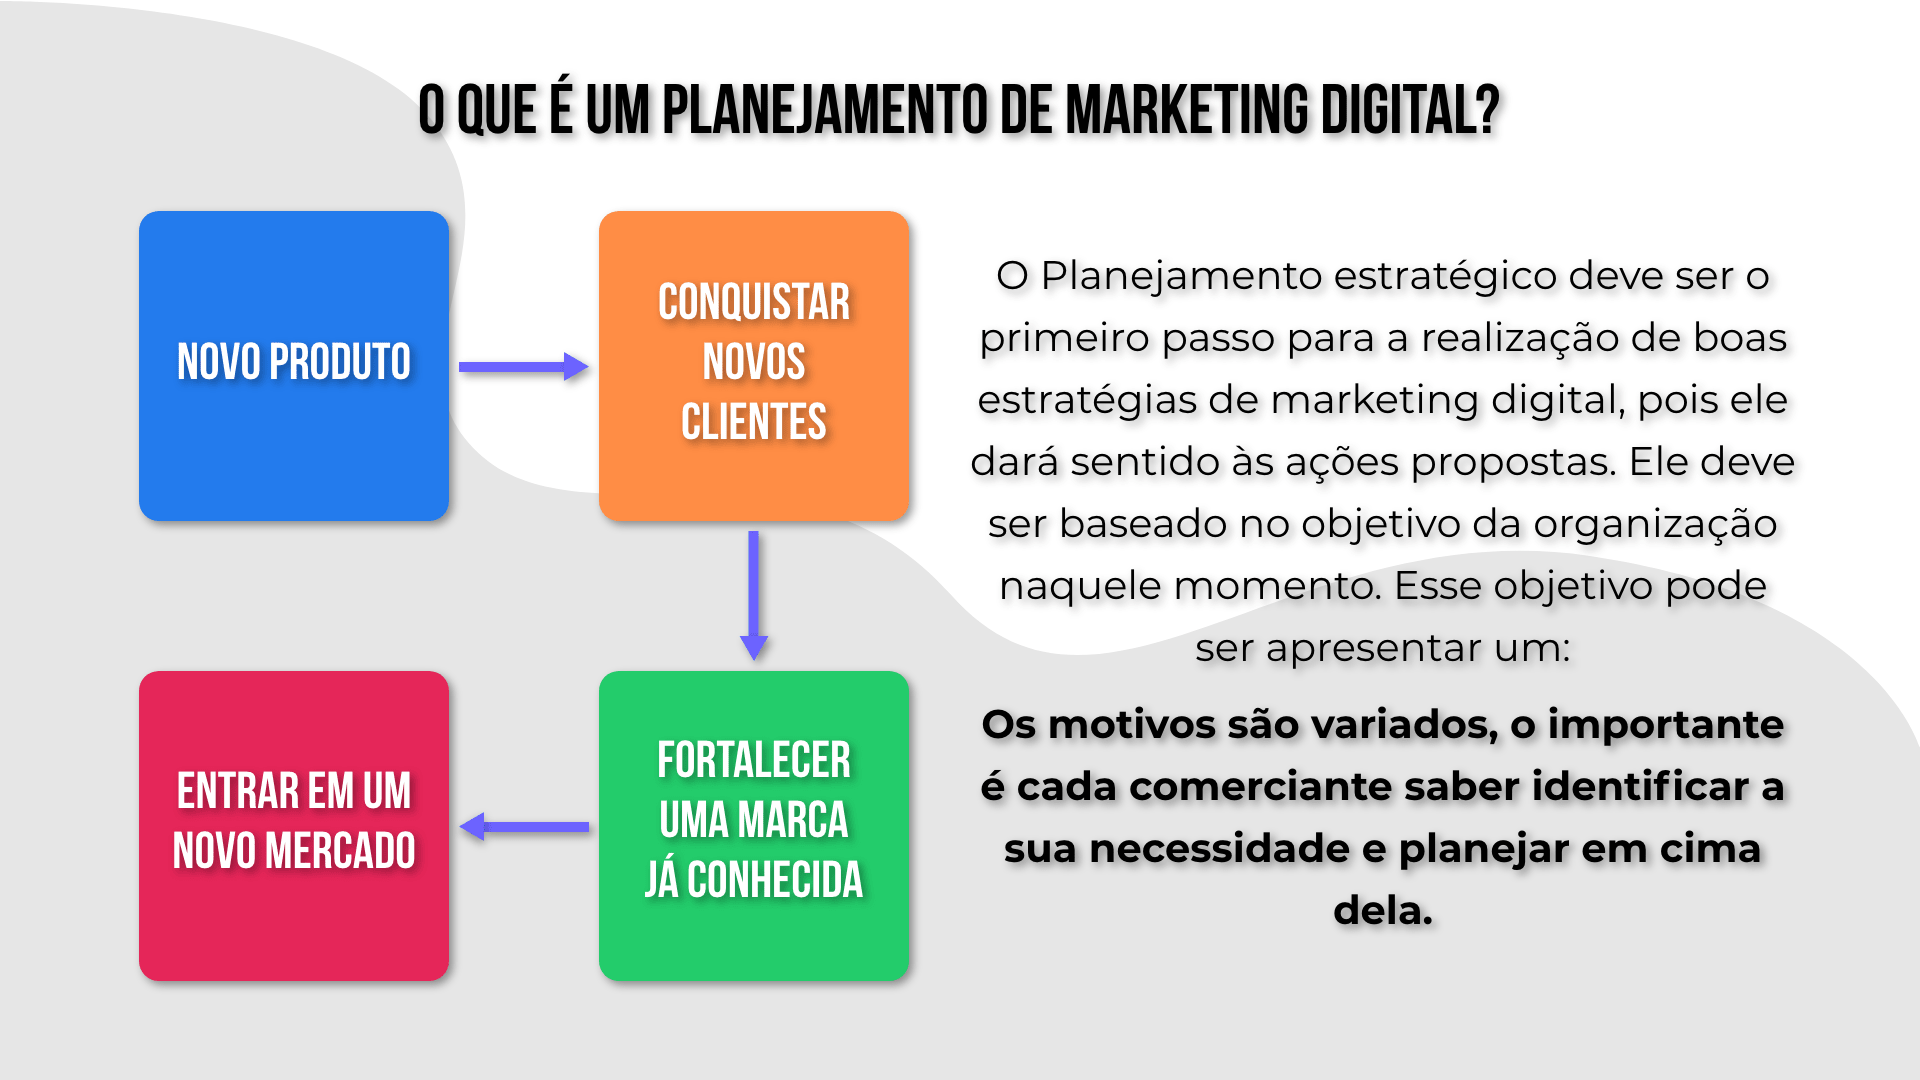 O QUE É UM PLANEJAMENTO DE MARKETING DIGITAL?
NOVO PRODUTO
CONQUISTAR
NOVOS
CLIENTES
FORTALECER
UMA MARCA
JÁ CONHECIDA
ENTRAR EM UM
NOVO MERCADO
O Planejamento estratégico deve ser o
primeiro passo para a realização de boas
estratégias de marketing digital, pois ele
dará sentido às ações propostas. Ele deve
ser baseado no objetivo da organização
naquele momento. Esse objetivo pode
ser apresentar um:
Os motivos são variados, o importante
é cada comerciante saber identificar a
sua necessidade e planejar em cima
dela.